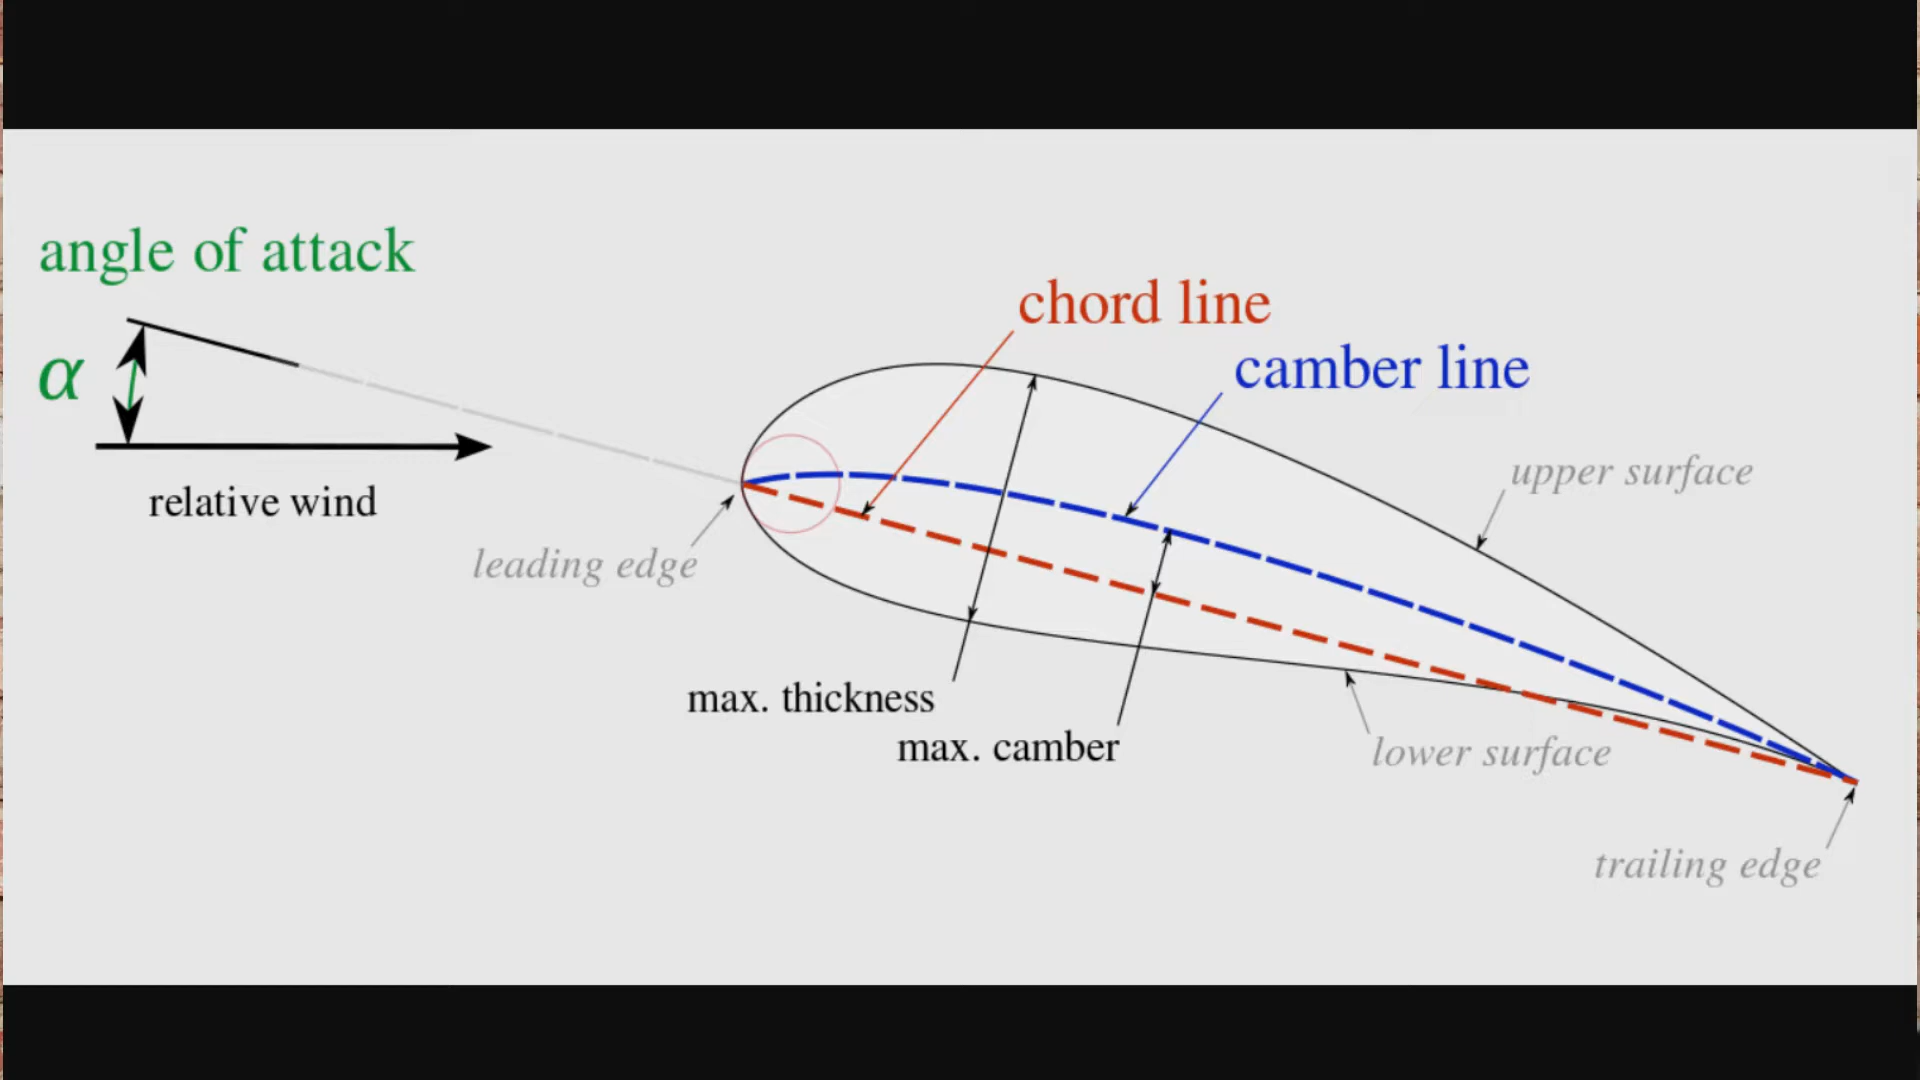 angle of attack
chord line
camber line
α
upper surface
relative wind
leading edge
max. thickness
max. camber
lower surface
trailing edge